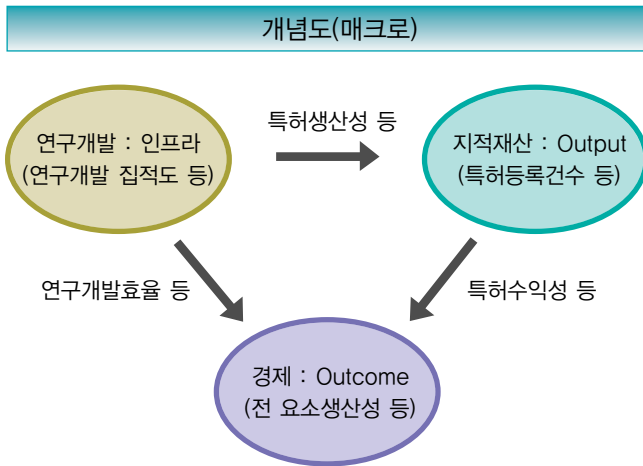 개념도(매크로)
연구개발 : 인프라
(연구개발 집적도 등)
특허생산성 등
지적재산 : Output
(특허등록건수 등)
연구개발효율 등
특허수익성 등
경제 : Outcome
(전 요소생산성 등)